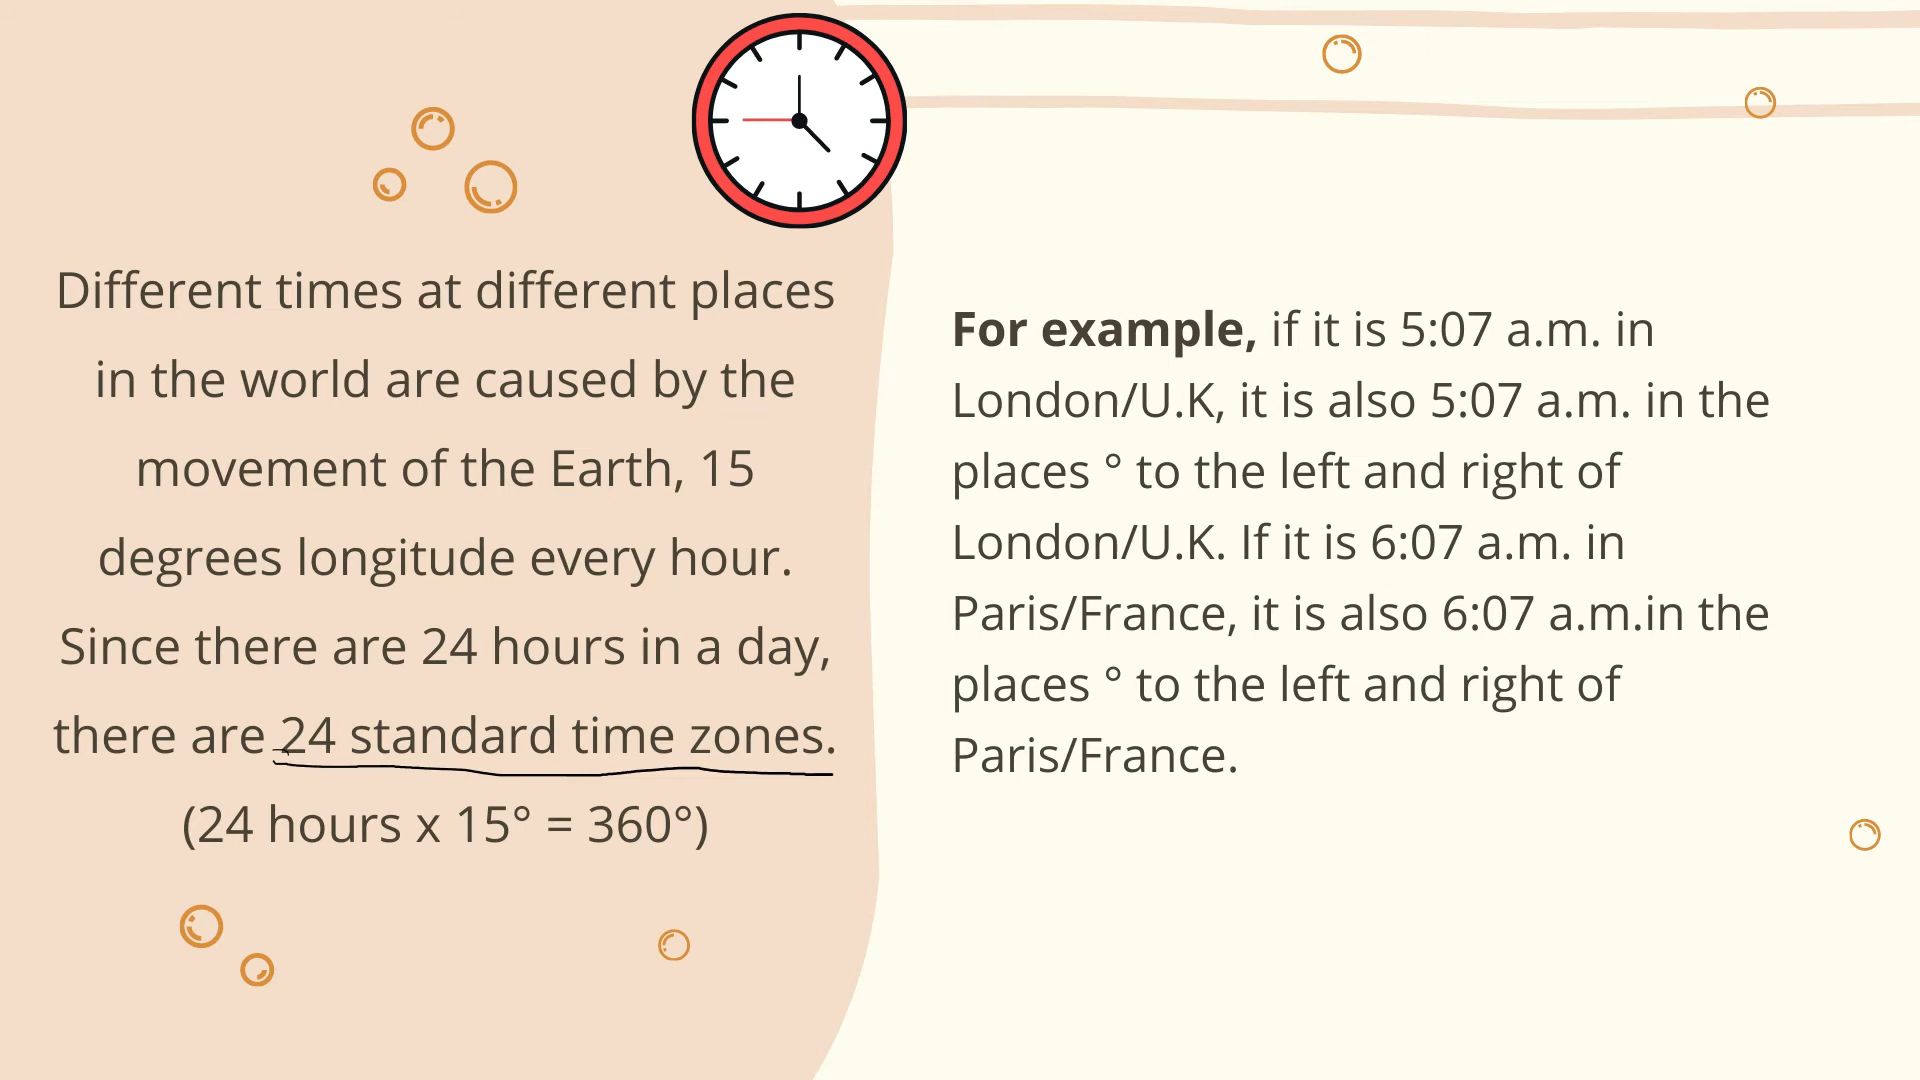 Different times at different places
in the world are caused by the
movement of the Earth, 15
degrees longitude every hour.
Since there are 24 hours in a day,
there are 24 standard time zones.
(24 hours x 15° = 360°)
For example, if it is 5:07 a.m. in
London/U.K, it is also 5:07 a.m. in the
places ° to the left and right of
London/U.K. If it is 6:07 a.m. in
Paris/France, it is also 6:07 a.m.in the
places ° to the left and right of
Paris/France.